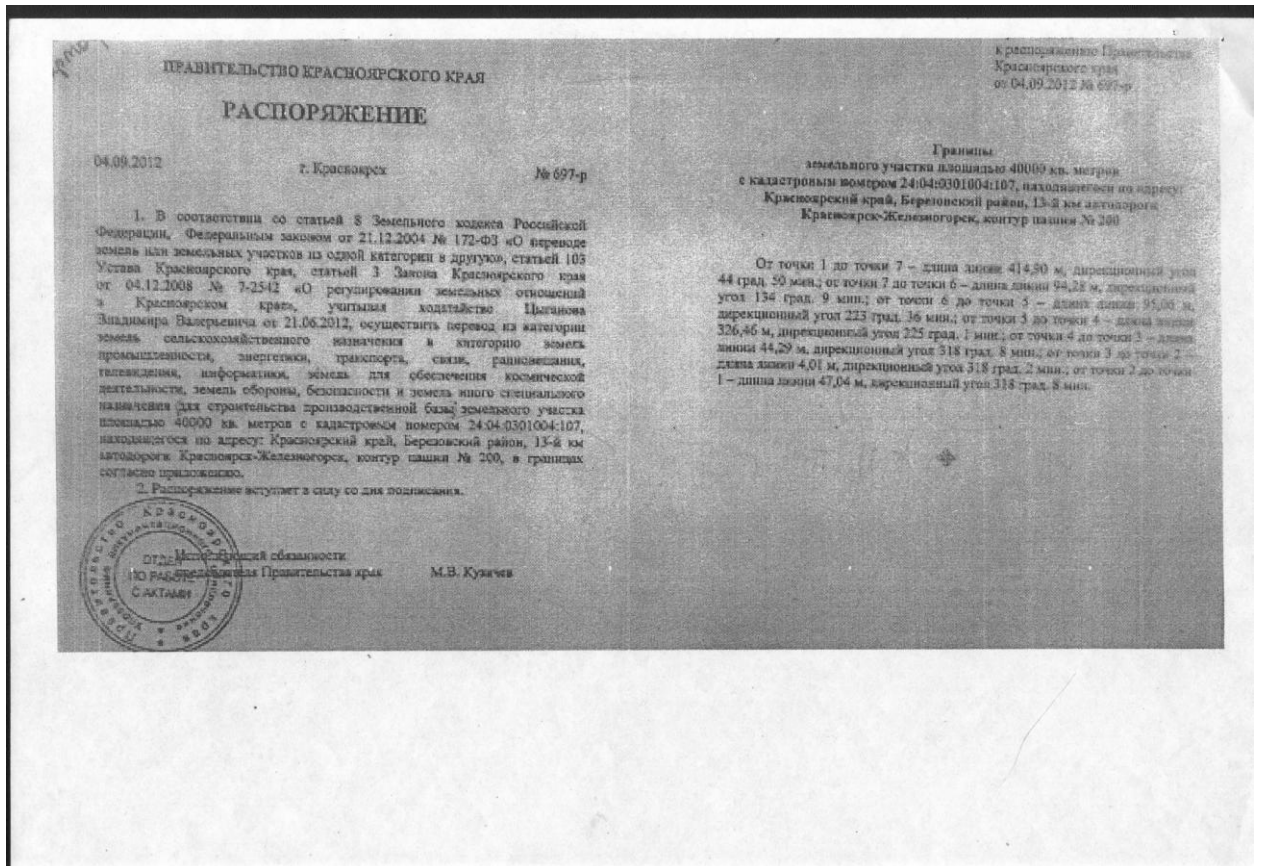 ПРАВИТЕЛЬСТВО КРАСНОЯРСКОГО КРАЯ
РАСПОРЯЖЕНИЕ
04.09.2012
г. Красноярск
№ 697-р
1. В соответствии со статьей 8 Земельного кодекса Российской
Федерации, Федеральным законом от 21.12.2004 № 172-ФЗ «О переводе
земель или земельных участков из одной категории в другую», статьей 103
Устава Красноярского края, статьей 3 Закона Красноярского края
от 04.12.2008 № 7-2542 «О регулировании земельных отношений
в Красноярском крае», учитывая ходатайство Цыганова
Владимира Валерьевича от 21.06.2012, осуществить перевод из категории
земель сельскохозяйственного назначения в категорию земель
промышленности, энергетики, транспорта, связи, радиовещания,
телевидения, информатики, земель для обеспечения космической
деятельности, земель обороны, безопасности и земель иного специального
назначения для строительства производственной базы земельного участка
площадью 40000 кв. метров с кадастровым номером 24:04:0301004:107,
находящегося по адресу: Красноярский край, Березовский район, 13-й км
автодороги Красноярск-Железногорск, контур пашни № 200, в границах
согласно приложению.
2. Распоряжение вступает в силу со дня подписания.
Исполняющий обязанности
председателя Правительства края
М.В. Кузичев
Правительство Красноярского края
ОТДЕЛ
ПО РАБОТЕ
С АКТАМИ
к распоряжению Правительства
Красноярского края
от 04.09.2012 № 697-р
Границы
земельного участка площадью 40000 кв. метров
с кадастровым номером 24:04:0301004:107, находящегося по адресу:
Красноярский край, Березовский район, 13-й км автодороги
Красноярск-Железногорск, контур пашни № 200
От точки 1 до точки 7 – длина линии 414,50 м, дирекционный угол
44 град. 50 мин.; от точки 7 до точки 6 – длина линии 94,28 м, дирекционный
угол 134 град. 9 мин.; от точки 6 до точки 5 – длина линии 95,06 м,
дирекционный угол 223 град. 36 мин.; от точки 5 до точки 4 – длина линии
326,46 м, дирекционный угол 225 град. 1 мин.; от точки 4 до точки 3 – длина
линии 44,29 м, дирекционный угол 318 град. 8 мин.; от точки 3 до точки 2 –
длина линии 4,01 м, дирекционный угол 318 град. 2 мин.; от точки 2 до точки
1 – длина линии 47,04 м, дирекционный угол 318 град. 8 мин.